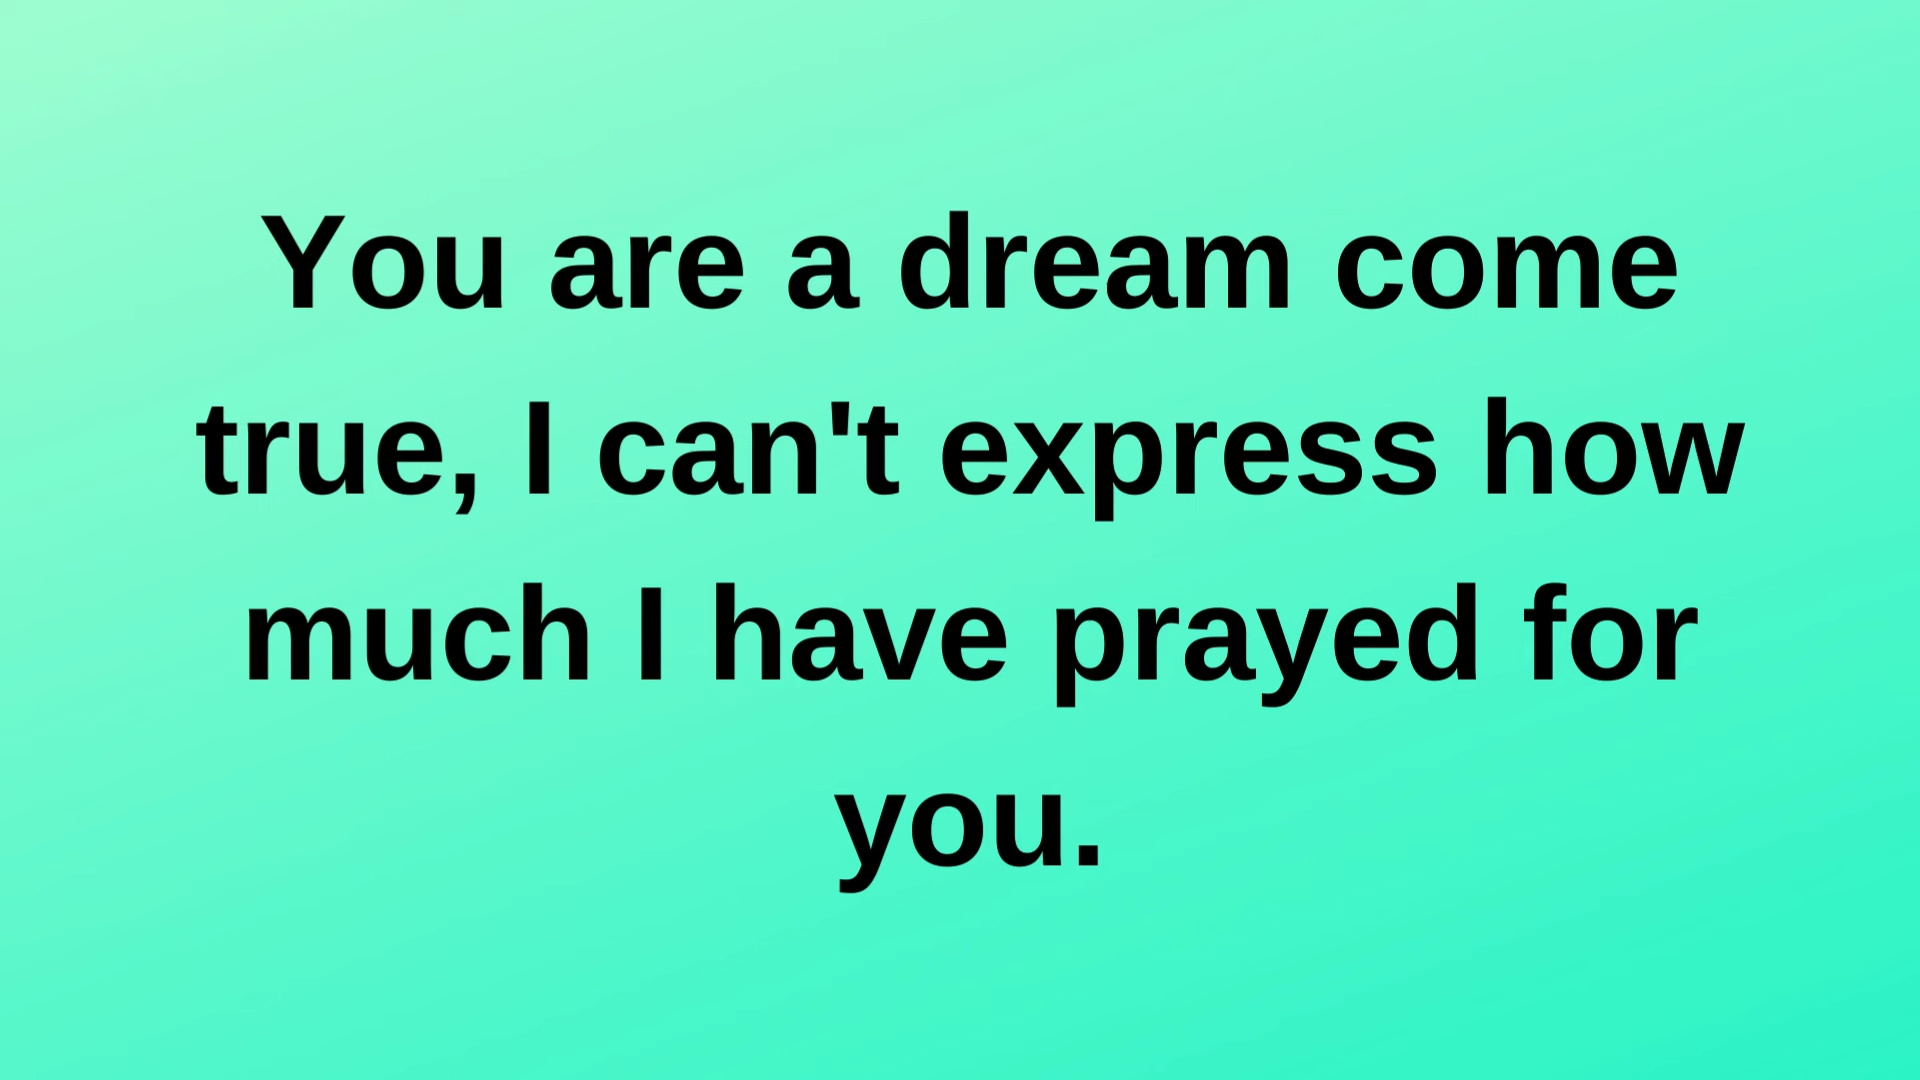 You are a dream come
true, I can't express how
much I have prayed for
you.